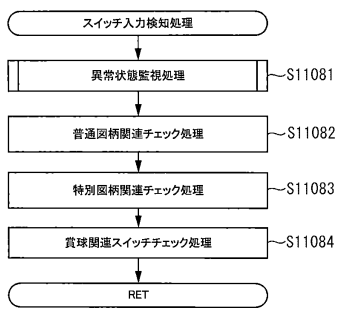 スイッチ入力検知処理
異常状態監視処理
S11081
普通図柄関連チェック処理
S11082
特別図柄関連チェック処理
S11083
賞球関連スイッチチェック処理
S11084
RET